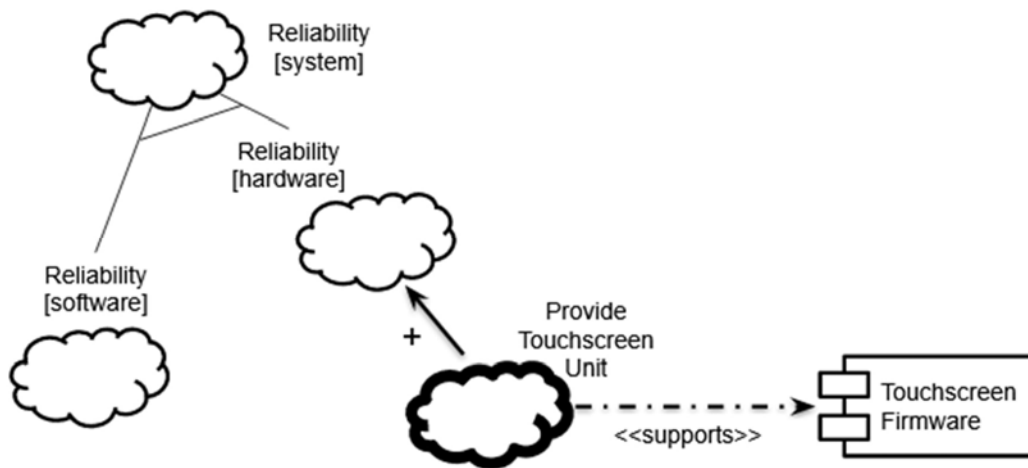 Reliability
[system]
Reliability
[hardware]
Reliability
[software]
+
Provide
Touchscreen
Unit
<<supports>>
Touchscreen
Firmware